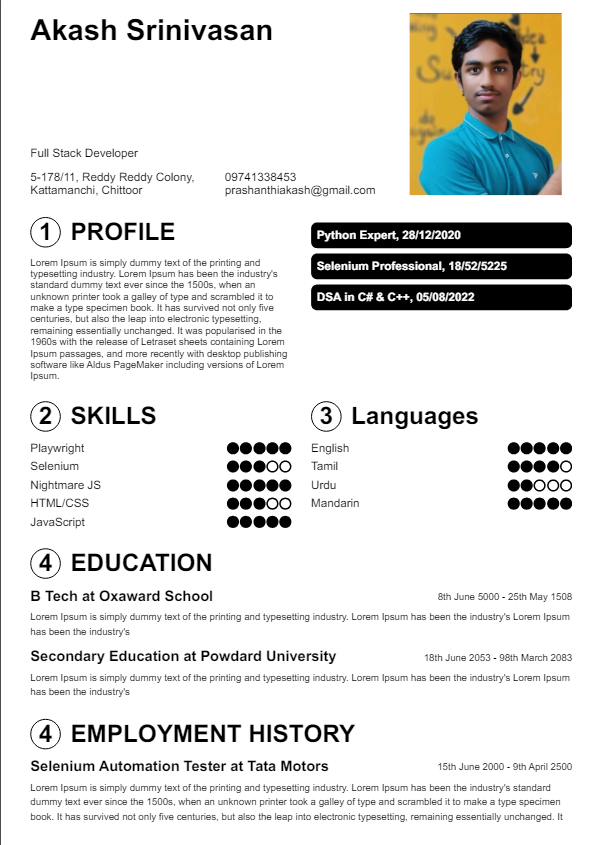 Akash Srinivasan
Full Stack Developer
5-178/11, Reddy Reddy Colony,
Kattamanchi, Chittoor
09741338453
prashanthiakash@gmail.com
1 PROFILE
Lorem Ipsum is simply dummy text of the printing and
typesetting industry. Lorem Ipsum has been the industry's
standard dummy text ever since the 1500s, when an
unknown printer took a galley of type and scrambled it to
make a type specimen book. It has survived not only five
centuries, but also the leap into electronic typesetting,
remaining essentially unchanged. It was popularised in the
1960s with the release of Letraset sheets containing Lorem
Ipsum passages, and more recently with desktop publishing
software like Aldus PageMaker including versions of Lorem
Ipsum.
Python Expert, 28/12/2020
Selenium Professional, 18/52/5225
DSA in C# & C++, 05/08/2022
2 SKILLS
Playwright
Selenium
Nightmare JS
HTML/CSS
JavaScript
3 Languages
English
Tamil
Urdu
Mandarin
4 EDUCATION
B Tech at Oxaward School
8th June 5000 - 25th May 1508
Lorem Ipsum is simply dummy text of the printing and typesetting industry. Lorem Ipsum has been the industry's Lorem Ipsum
has been the industry's
Secondary Education at Powdard University
18th June 2053 - 98th March 2083
Lorem Ipsum is simply dummy text of the printing and typesetting industry. Lorem Ipsum has been the industry's Lorem Ipsum
has been the industry's
4 EMPLOYMENT HISTORY
Selenium Automation Tester at Tata Motors
15th June 2000 - 9th April 2500
Lorem Ipsum is simply dummy text of the printing and typesetting industry. Lorem Ipsum has been the industry's standard
dummy text ever since the 1500s, when an unknown printer took a galley of type and scrambled it to make a type specimen
book. It has survived not only five centuries, but also the leap into electronic typesetting, remaining essentially unchanged. It